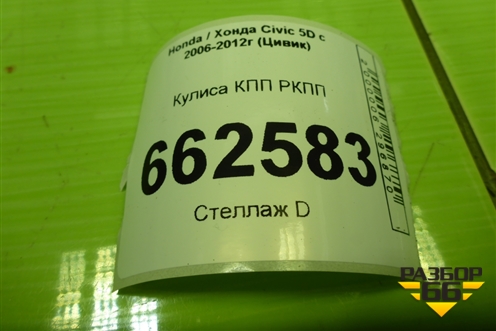 Honda / Хонда Civic 5D с
2006-2012г (Цивик)
Кулиса КПП РКПП
662583
Стеллаж D
РАЗБОР
66